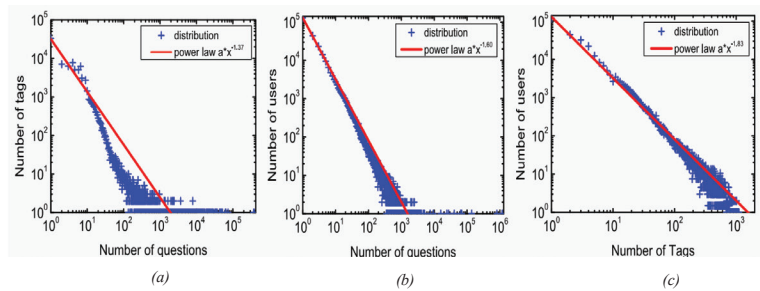 10^5
10^4
10^3
10^2
10^1
10^0
Number of tags
+ distribution
power law a*x^-1.37
10^0 10^1 10^2 10^3 10^4 10^5
Number of questions
(a)
10^5
10^4
10^3
10^2
10^1
10^0
Number of users
+ distribution
power law a*x^-1.60
10^0 10^1 10^2 10^3 10^4 10^5 10^6
Number of questions
(b)
10^5
10^4
10^3
10^2
10^1
10^0
Number of users
+ distribution
power law a*x^-1.83
10^0 10^1 10^2 10^3
Number of Tags
(c)